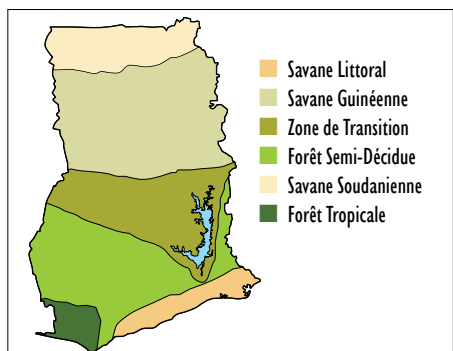 Savane Littoral
Savane Guinéenne
Zone de Transition
Forêt Semi-Décidue
Savane Soudanienne
Forêt Tropicale